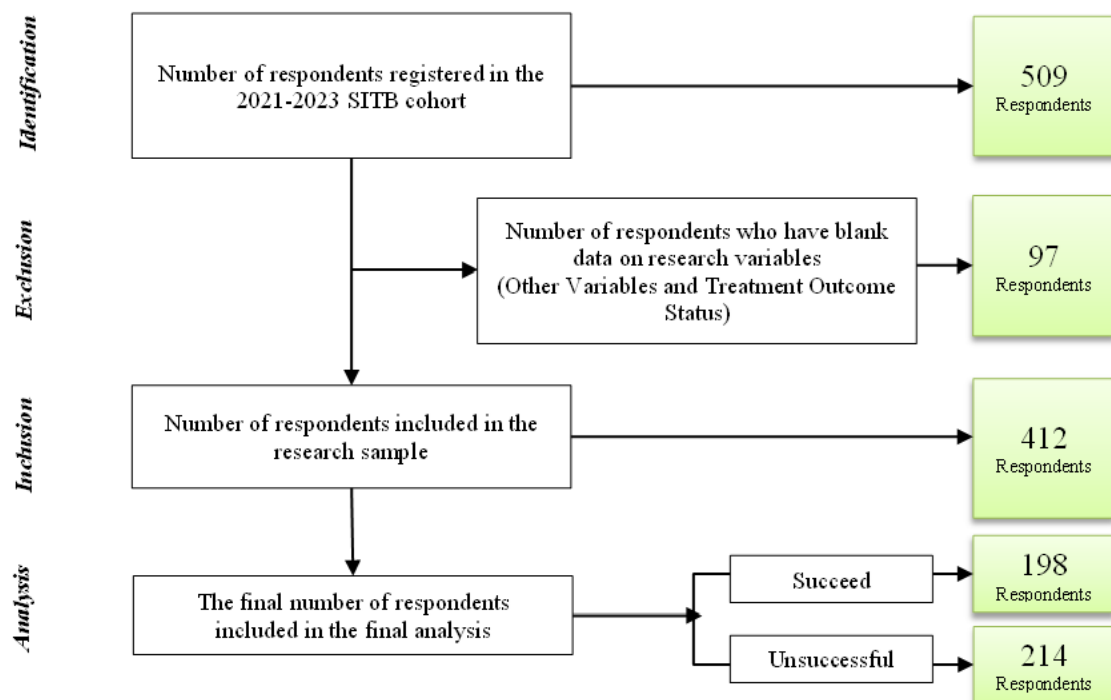 Identification
Number of respondents registered in the
2021-2023 SITB cohort
509
Respondents
Exclusion
Number of respondents who have blank
data on research variables
(Other Variables and Treatment Outcome
Status)
97
Respondents
Inclusion
Number of respondents included in the
research sample
412
Respondents
Analysis
The final number of respondents
included in the final analysis
Succeed
198
Respondents
Unsuccessful
214
Respondents